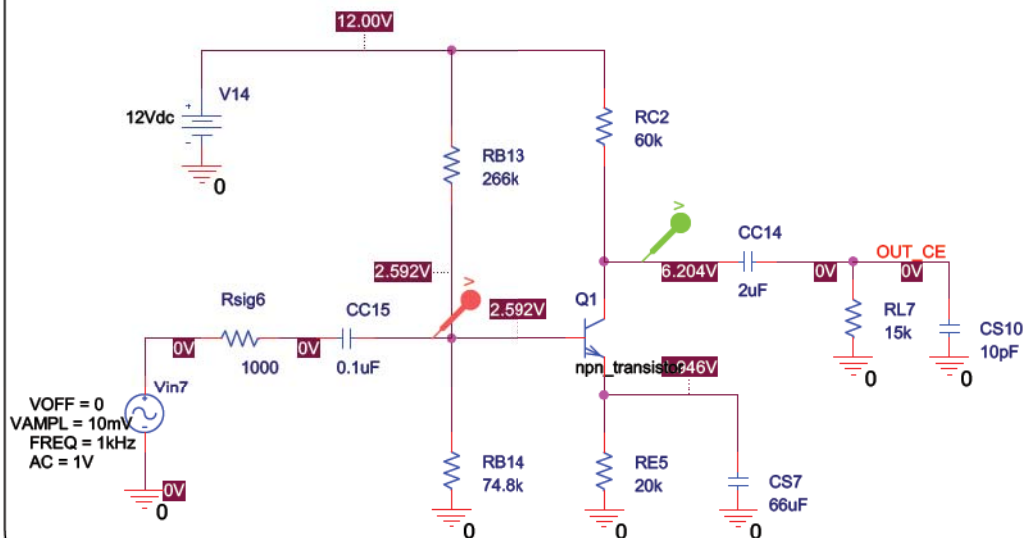 12.00V
V14
12Vdc
+
-
0
RC2
60k
RB13
266k
V
CC14
OUT_CE
2.592V
6.204V
0V
0V
2uF
V
2.592V
Q1
Rsig6
CC15
RL7
15k
CS10
10pF
0V
0V
1000
0.1uF
npn_transistor
946V
0
0
Vin7
VOFF = 0
VAMPL = 10mV
FREQ = 1kHz
AC = 1V
+
-
RB14
74.8k
RE5
20k
CS7
66uF
0V
0
0
0
0